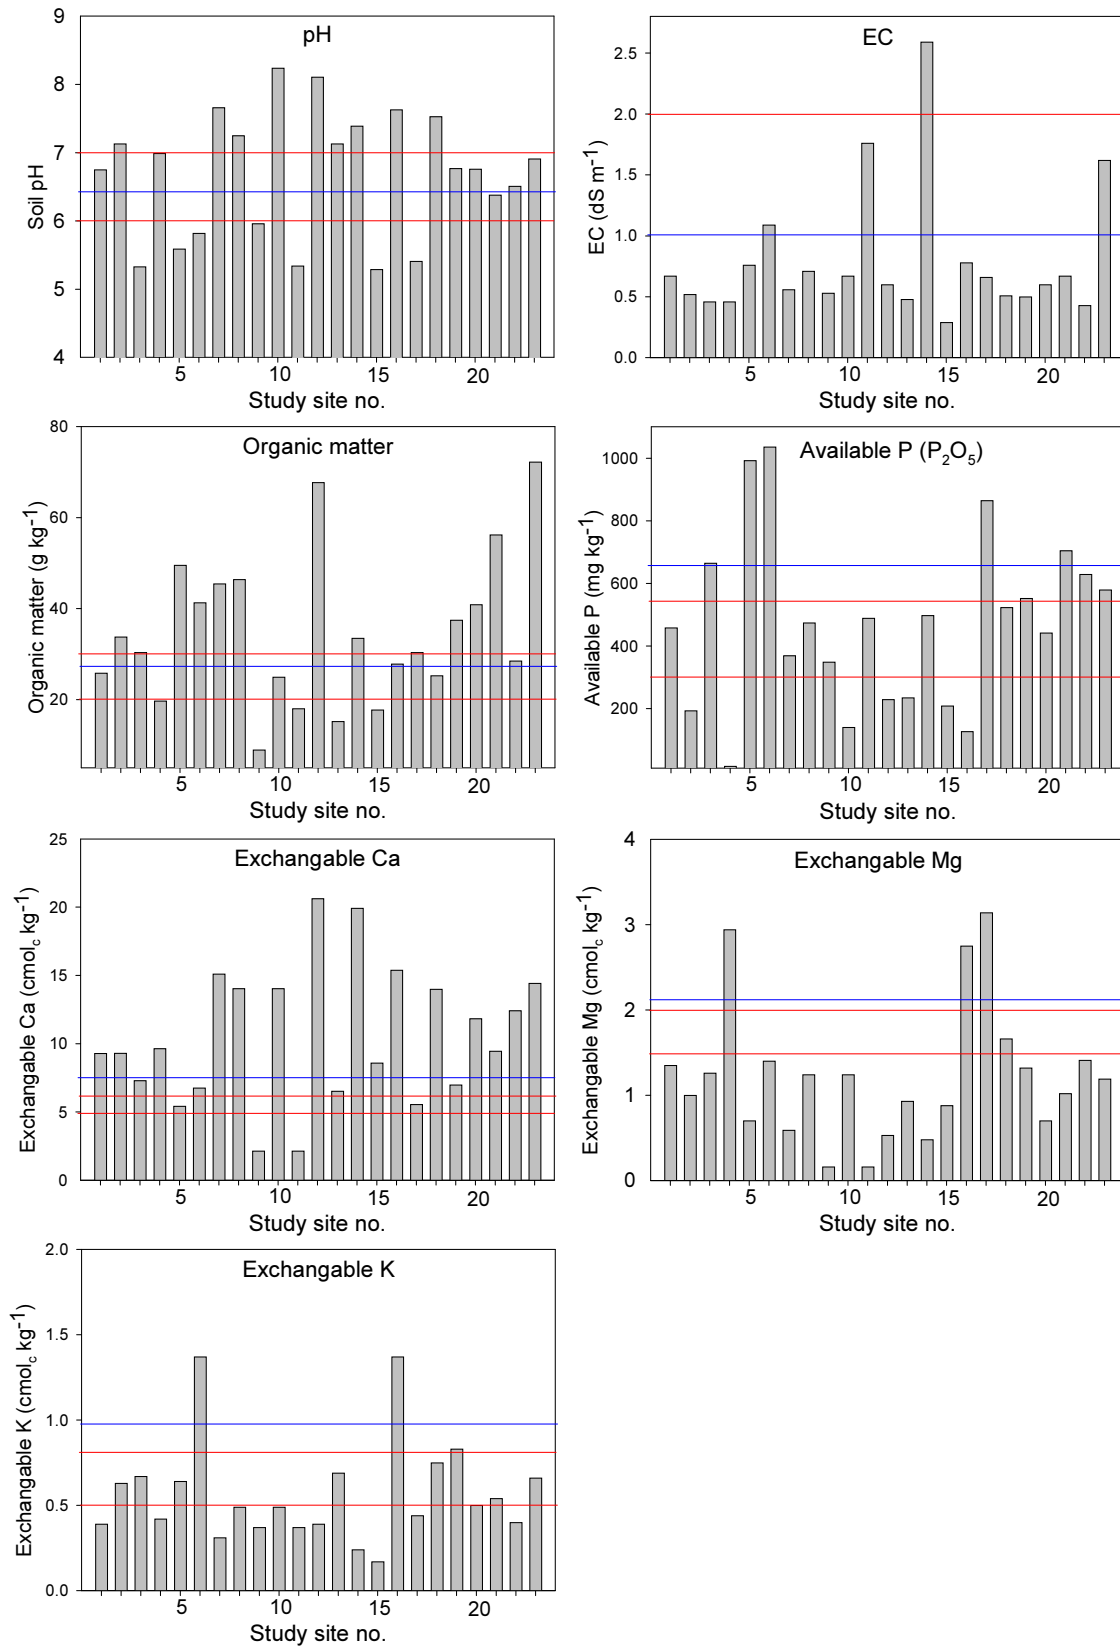 pH
Soil pH
9
8
7
6
5
4
5 10 15 20
Study site no.
EC
EC (dS m⁻¹)
2.5
2.0
1.5
1.0
0.5
0.0
5 10 15 20
Study site no.
Organic matter
Organic matter (g kg⁻¹)
80
60
40
20
5 10 15 20
Study site no.
Available P (P₂O₅)
Available P (mg kg⁻¹)
1000
800
600
400
200
5 10 15 20
Study site no.
Exchangable Ca
Exchangable Ca (cmol꜀ kg⁻¹)
25
20
15
10
5
0
5 10 15 20
Study site no.
Exchangable Mg
Exchangable Mg (cmol꜀ kg⁻¹)
4
3
2
1
0
5 10 15 20
Study site no.
Exchangable K
Exchangable K (cmol꜀ kg⁻¹)
2.0
1.5
1.0
0.5
0.0
5 10 15 20
Study site no.